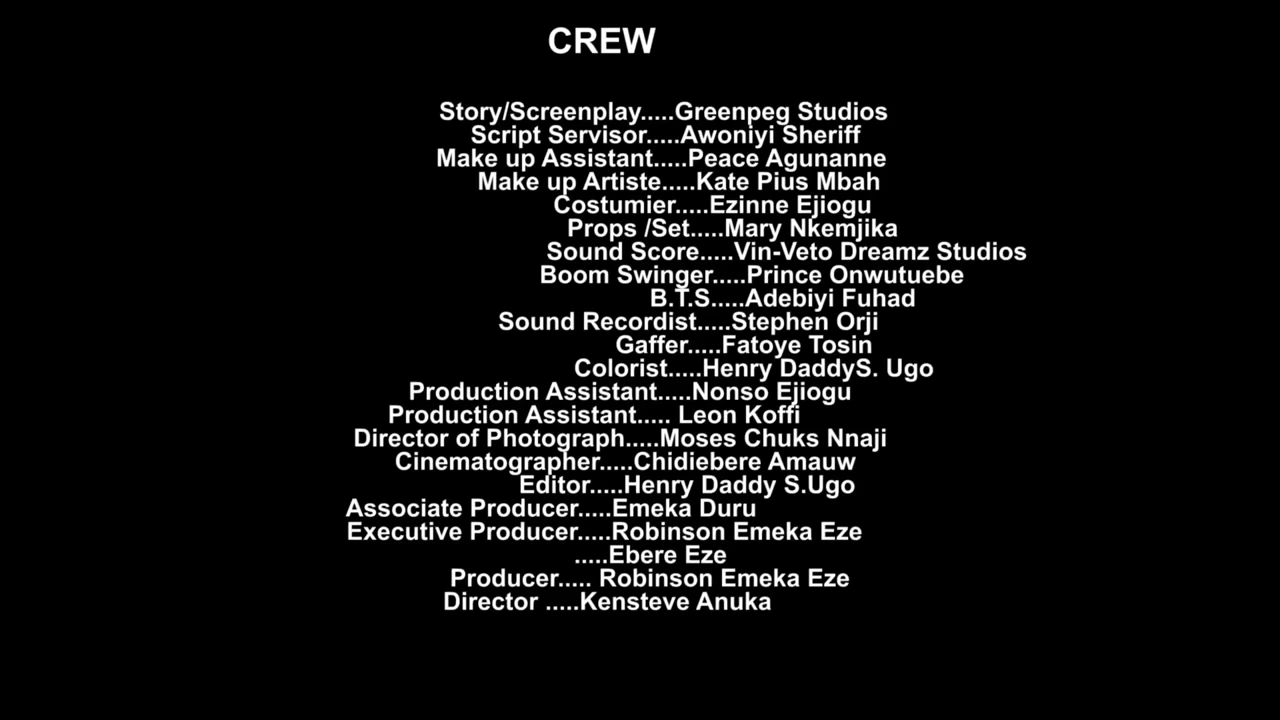 CREW
Story/Screenplay.....Greenpeg Studios
Script Servisor.....Awoniyi Sheriff
Make up Assistant.....Peace Agunanne
Make up Artiste.....Kate Pius Mbah
Costumier.....Ezinne Ejiogu
Props /Set.....Mary Nkemjika
Sound Score.....Vin-Veto Dreamz Studios
Boom Swinger.....Prince Onwutuebe
B.T.S.....Adebiyi Fuhad
Sound Recordist.....Stephen Orji
Gaffer.....Fatoye Tosin
Colorist.....Henry DaddyS. Ugo
Production Assistant.....Nonso Ejiogu
Production Assistant..... Leon Koffi
Director of Photograph.....Moses Chuks Nnaji
Cinematographer.....Chidiebere Amauw
Editor.....Henry Daddy S.Ugo
Associate Producer.....Emeka Duru
Executive Producer.....Robinson Emeka Eze
.....Ebere Eze
Producer..... Robinson Emeka Eze
Director .....Kensteve Anuka